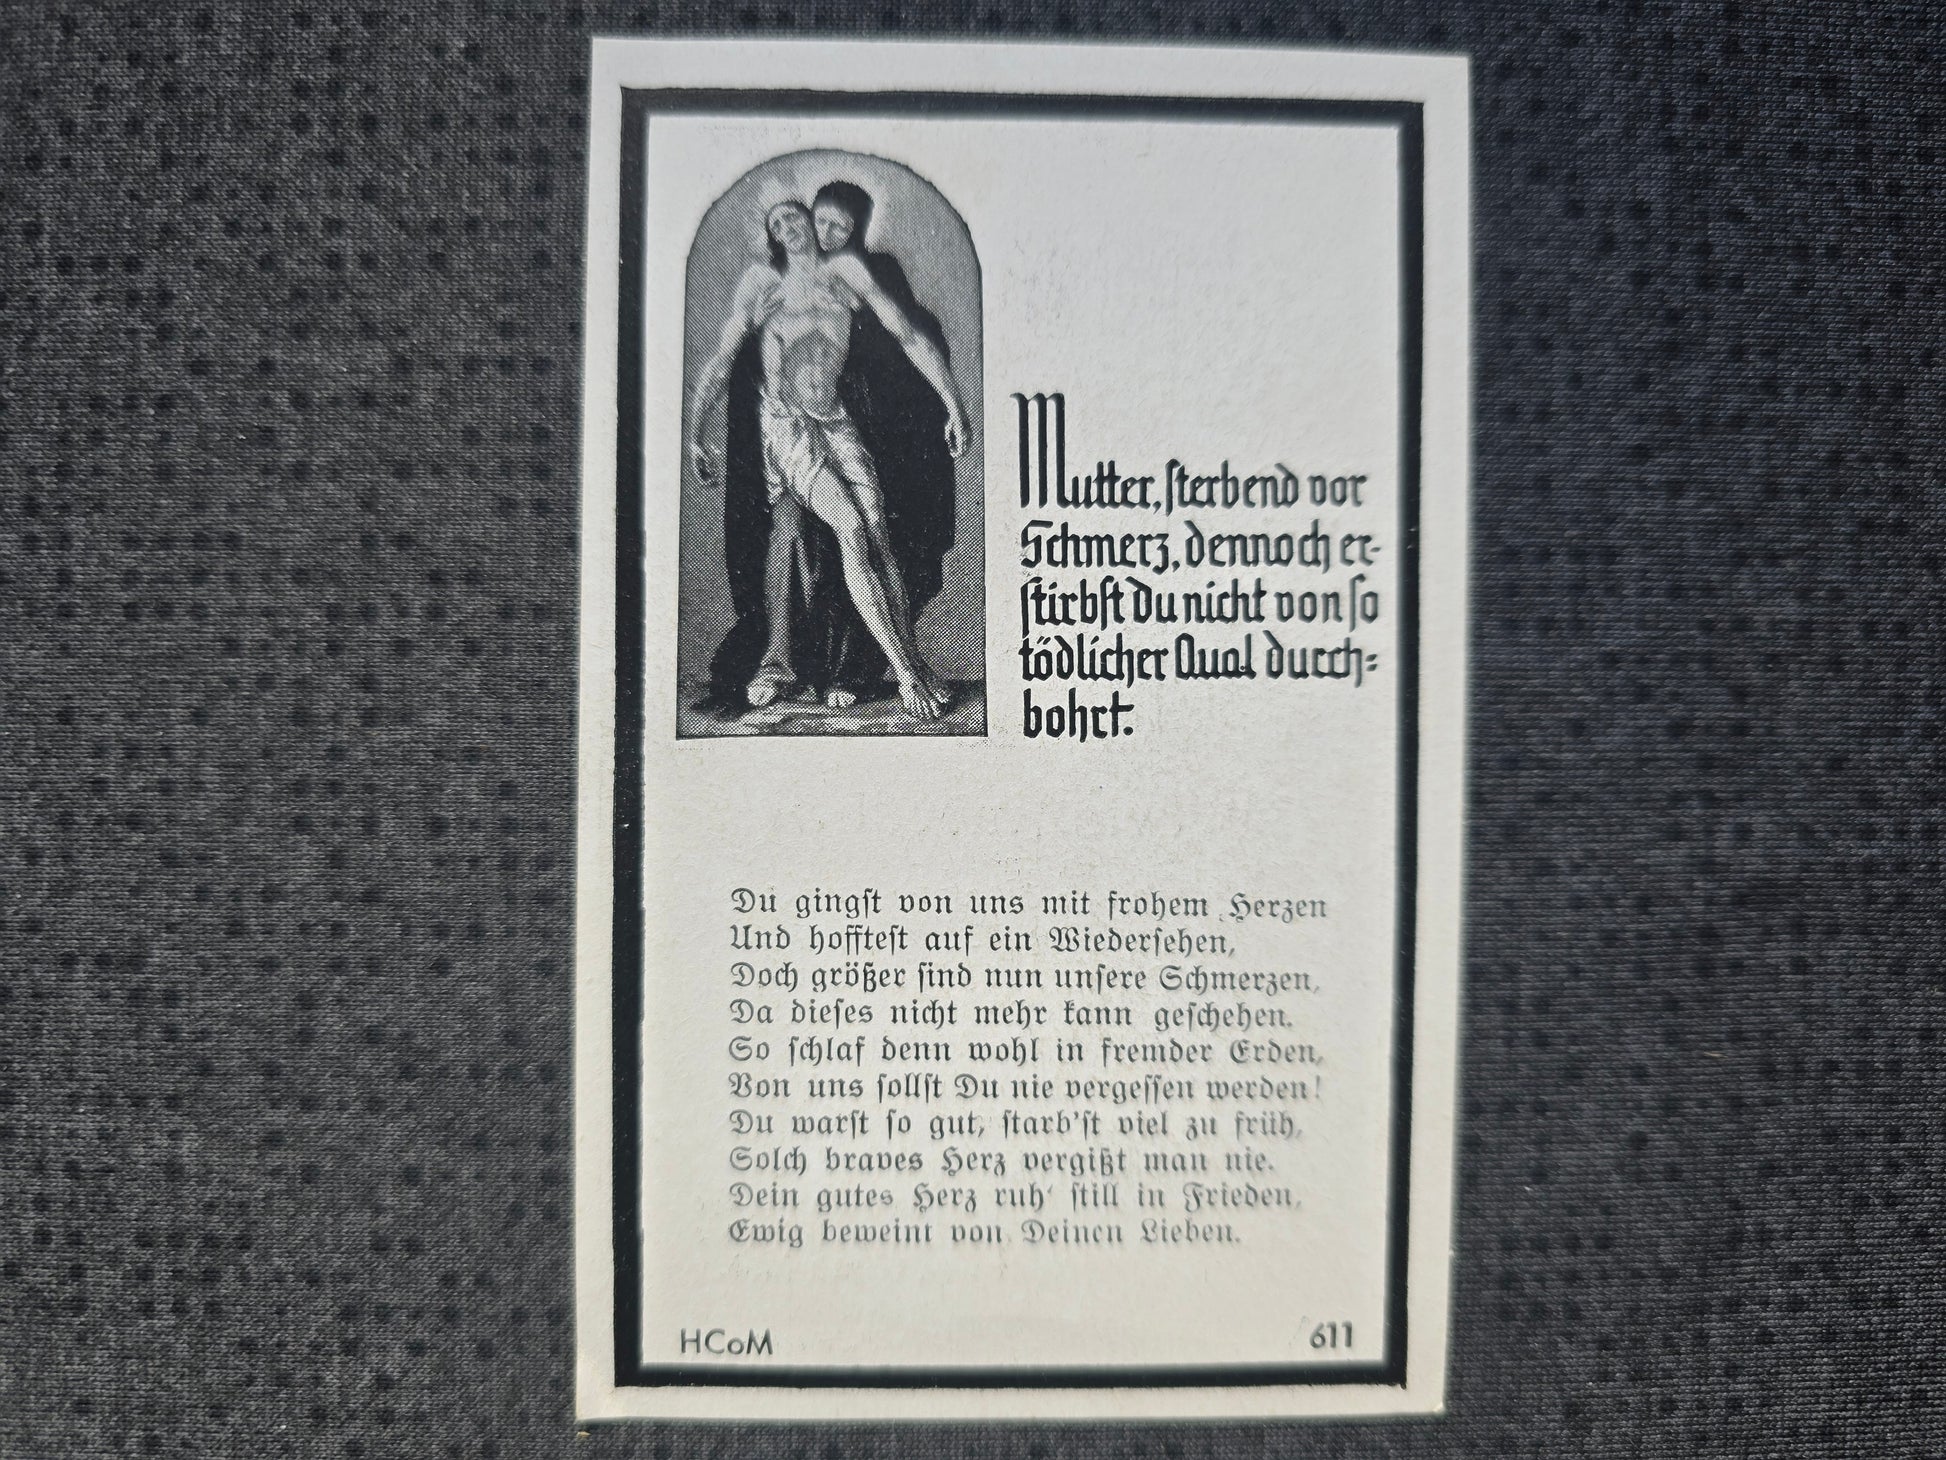 Mutter, sterbend vor
Schmerz, dennoch er-
stirbst Du nicht von so
tödlicher Qual durch-
bohrt.
Du gingst von uns mit frohem Herzen
Und hofftest auf ein Wiedersehen,
Doch größer sind nun unsere Schmerzen,
Da dieses nicht mehr kann geschehen.
So schlaf denn wohl in fremder Erden,
Von uns sollst Du nie vergessen werden!
Du warst so gut, starb'st viel zu früh,
Solch braves Herz vergißt man nie.
Dein gutes Herz ruh' still in Frieden,
Ewig beweint von Deinen Lieben.
HCoM
611